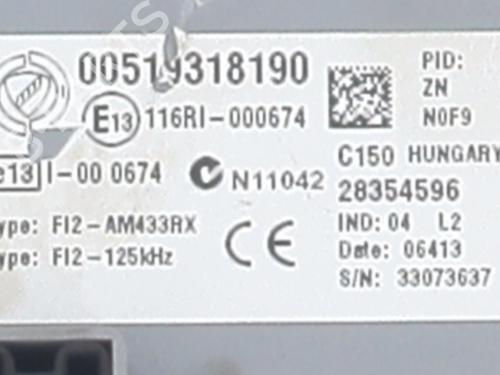 00519318190
E13 116RI-000674
e13 I-00 0674
N11042
ype: FI2-AM433RX
ype: FI2-125kHz
CE
PID:
ZN
N0F9
C150 HUNGARY
28354596
IND: 04 L2
Date: 06413
S/N: 33073637